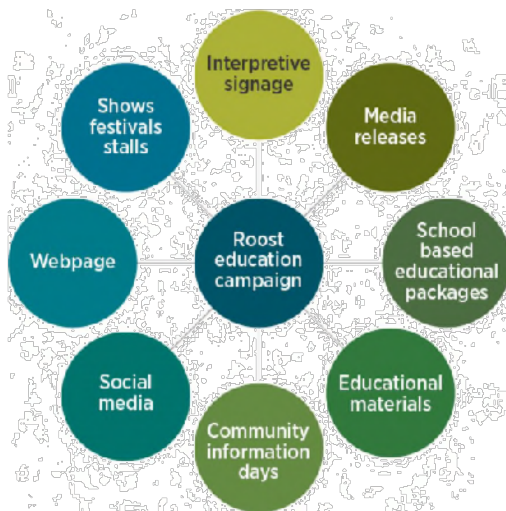 Interpretive
signage
Media
releases
School
based
educational
packages
Educational
materials
Community
information
days
Social
media
Webpage
Shows
festivals
stalls
Roost
education
campaign